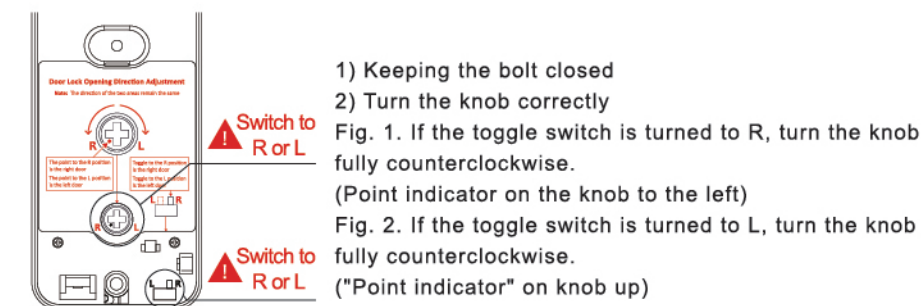 Door Lock Opening Direction Adjustment
Note: The direction of the two areas remain the same
R L
The point to the R position
is the right door
The point to the L position
is the left door
Toggle to the R position
is the right door
Toggle to the L position
is the left door
L R
R L
L R
Switch to
R or L
Switch to
R or L
1) Keeping the bolt closed
2) Turn the knob correctly
Fig. 1. If the toggle switch is turned to R, turn the knob
fully counterclockwise.
(Point indicator on the knob to the left)
Fig. 2. If the toggle switch is turned to L, turn the knob
fully counterclockwise.
("Point indicator" on knob up)